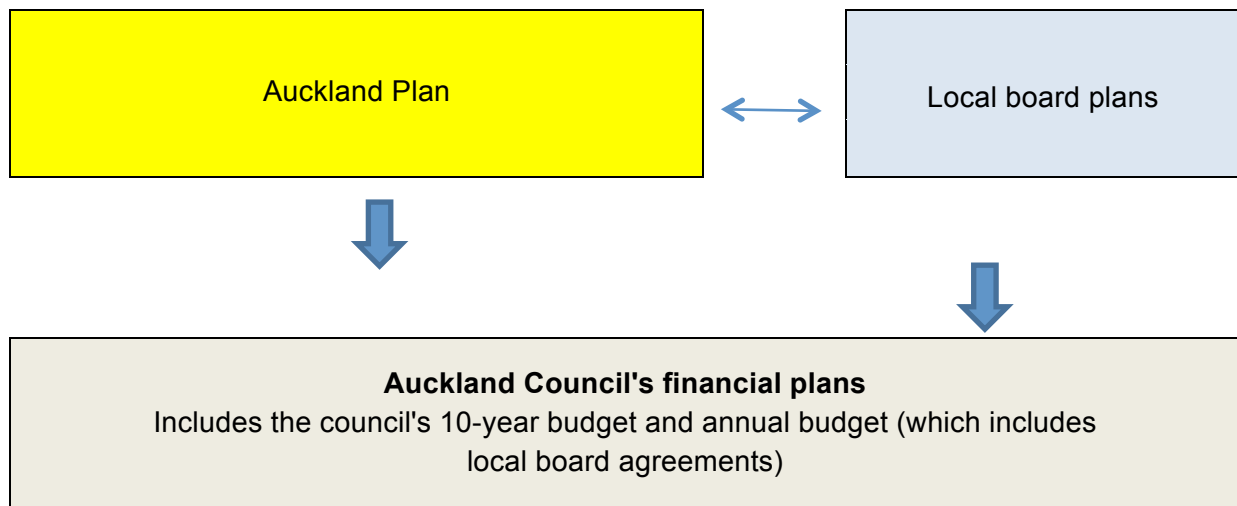 Auckland Plan
Local board plans
Auckland Council's financial plans
Includes the council's 10-year budget and annual budget (which includes
local board agreements)